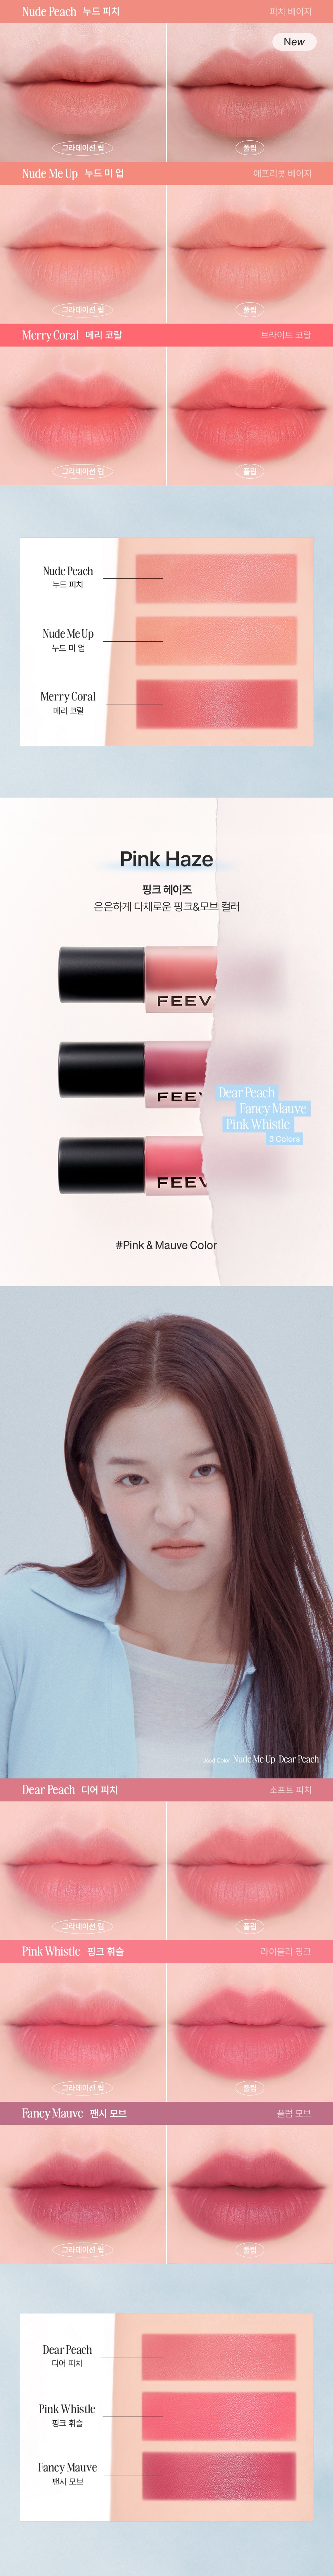 Nude Peach 누드 피치 피치 베이지
New
그라데이션 립 풀립
Nude Me Up 누드 미 업 애프리콧 베이지
그라데이션 립 풀립
Merry Coral 메리 코랄 브라이트 코랄
그라데이션 립 풀립
Nude Peach
누드 피치
Nude Me Up
누드 미 업
Merry Coral
메리 코랄
Pink Haze
핑크 헤이즈
은은하게 다채로운 핑크&모브 컬러
FEEV
FEEV
FEEV
Dear Peach
Fancy Mauve
Pink Whistle
3 Colors
#Pink & Mauve Color
Used Color Nude Me Up · Dear Peach
Dear Peach 디어 피치 소프트 피치
그라데이션 립 풀립
Pink Whistle 핑크 휘슬 라이블리 핑크
그라데이션 립 풀립
Fancy Mauve 팬시 모브 플럼 모브
그라데이션 립 풀립
Dear Peach
디어 피치
Pink Whistle
핑크 휘슬
Fancy Mauve
팬시 모브